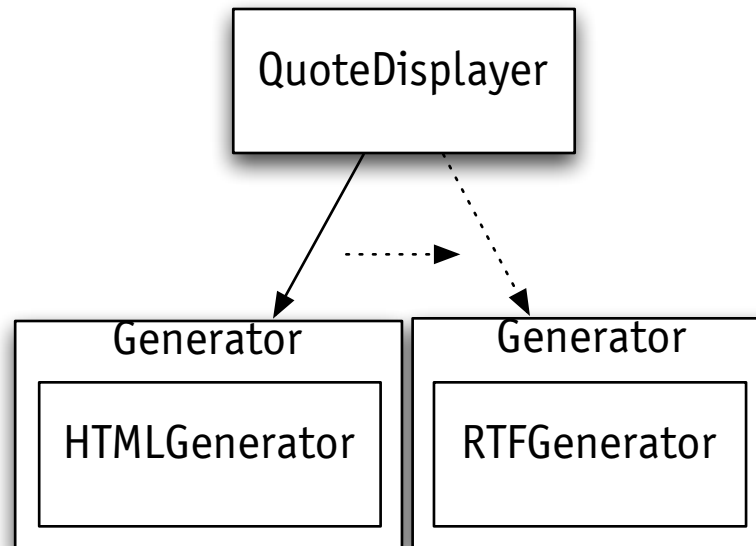 QuoteDisplayer
Generator
Generator
HTMLGenerator
RTFGenerator